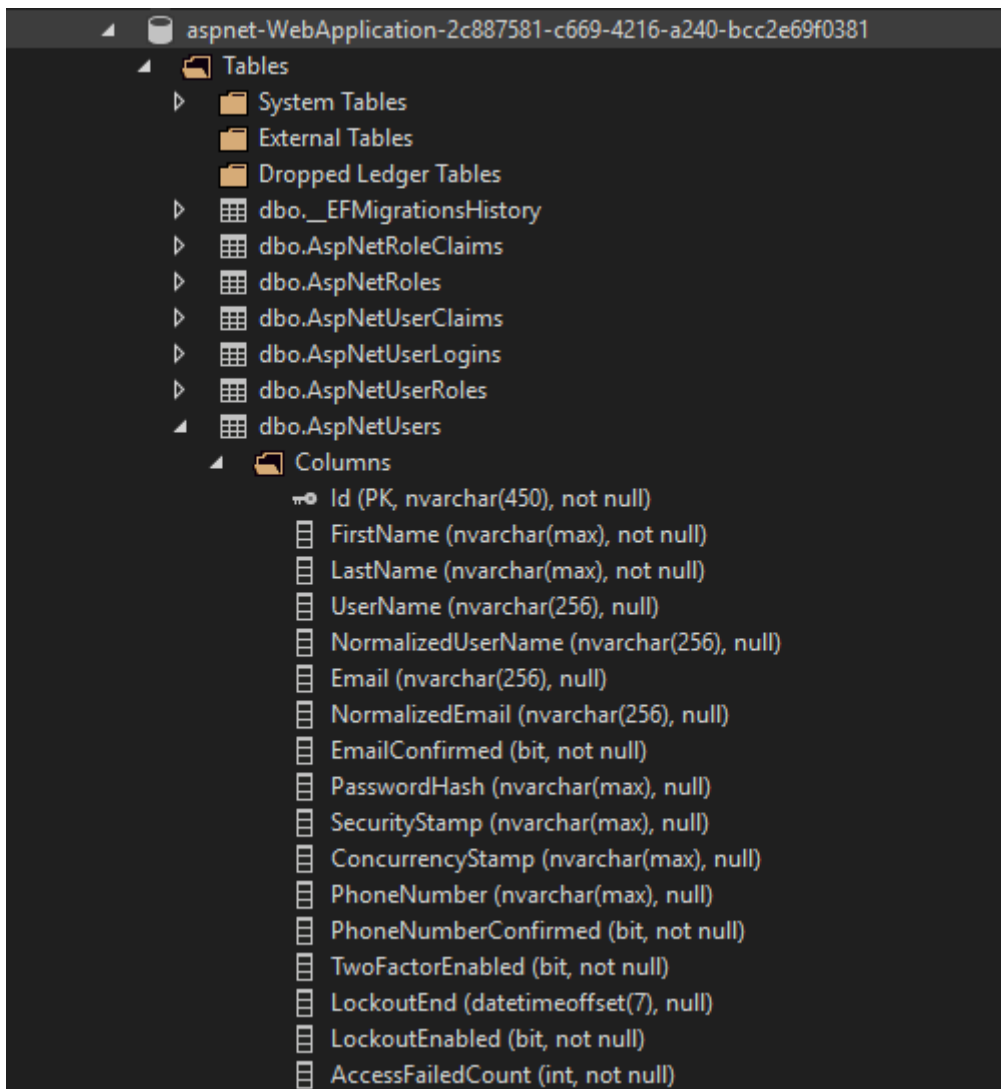 aspnet-WebApplication-2c887581-c669-4216-a240-bcc2e69f0381
Tables
System Tables
External Tables
Dropped Ledger Tables
dbo.__EFMigrationsHistory
dbo.AspNetRoleClaims
dbo.AspNetRoles
dbo.AspNetUserClaims
dbo.AspNetUserLogins
dbo.AspNetUserRoles
dbo.AspNetUsers
Columns
Id (PK, nvarchar(450), not null)
FirstName (nvarchar(max), not null)
LastName (nvarchar(max), not null)
UserName (nvarchar(256), null)
NormalizedUserName (nvarchar(256), null)
Email (nvarchar(256), null)
NormalizedEmail (nvarchar(256), null)
EmailConfirmed (bit, not null)
PasswordHash (nvarchar(max), null)
SecurityStamp (nvarchar(max), null)
ConcurrencyStamp (nvarchar(max), null)
PhoneNumber (nvarchar(max), null)
PhoneNumberConfirmed (bit, not null)
TwoFactorEnabled (bit, not null)
LockoutEnd (datetimeoffset(7), null)
LockoutEnabled (bit, not null)
AccessFailedCount (int, not null)